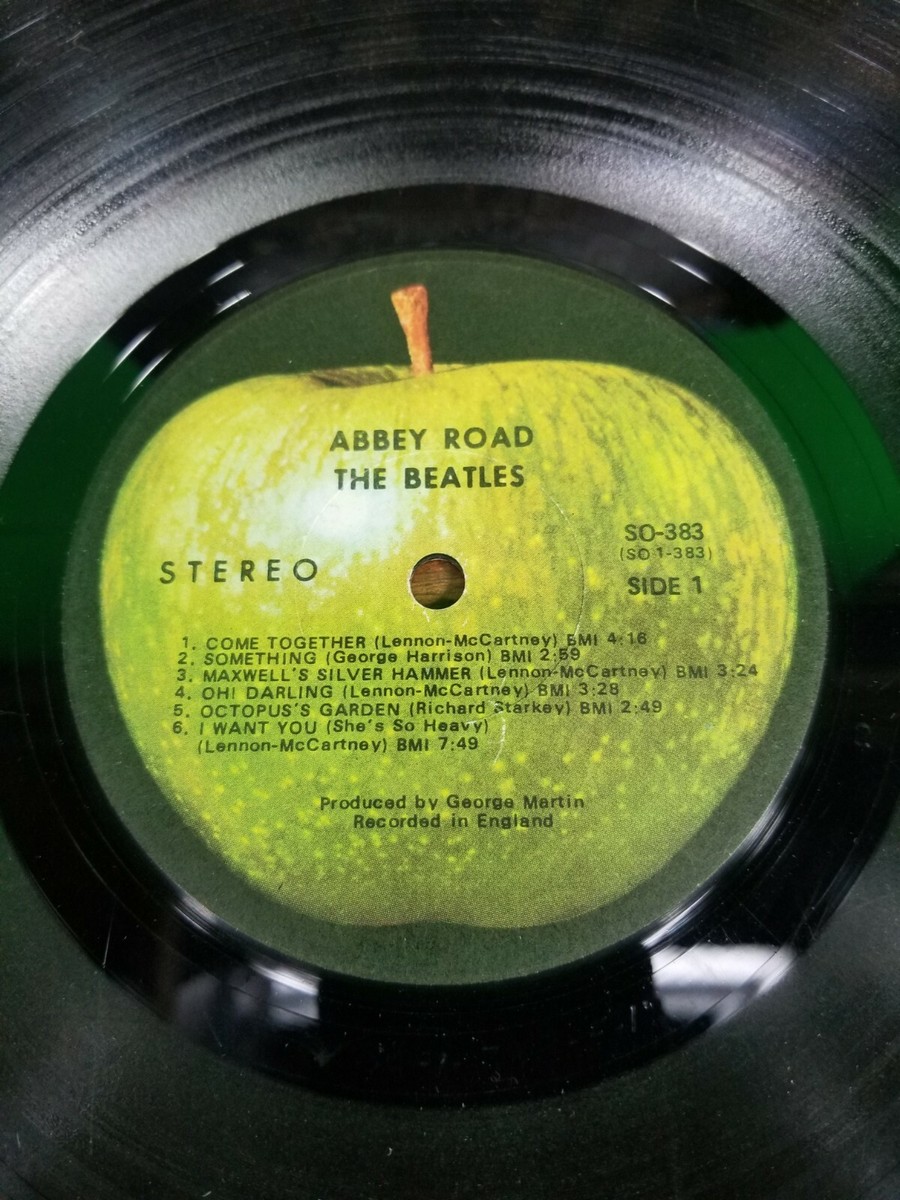 ABBEY ROAD
THE BEATLES
STEREO
SO-383
(SO 1-383)
SIDE 1
1. COME TOGETHER (Lennon-McCartney) BMI 4:16
2. SOMETHING (George Harrison) BMI 2:59
3. MAXWELL'S SILVER HAMMER (Lennon-McCartney) BMI 3:24
4. OH! DARLING (Lennon-McCartney) BMI 3:28
5. OCTOPUS'S GARDEN (Richard Starkey) BMI 2:49
6. I WANT YOU (She's So Heavy)
(Lennon-McCartney) BMI 7:49
Produced by George Martin
Recorded in England